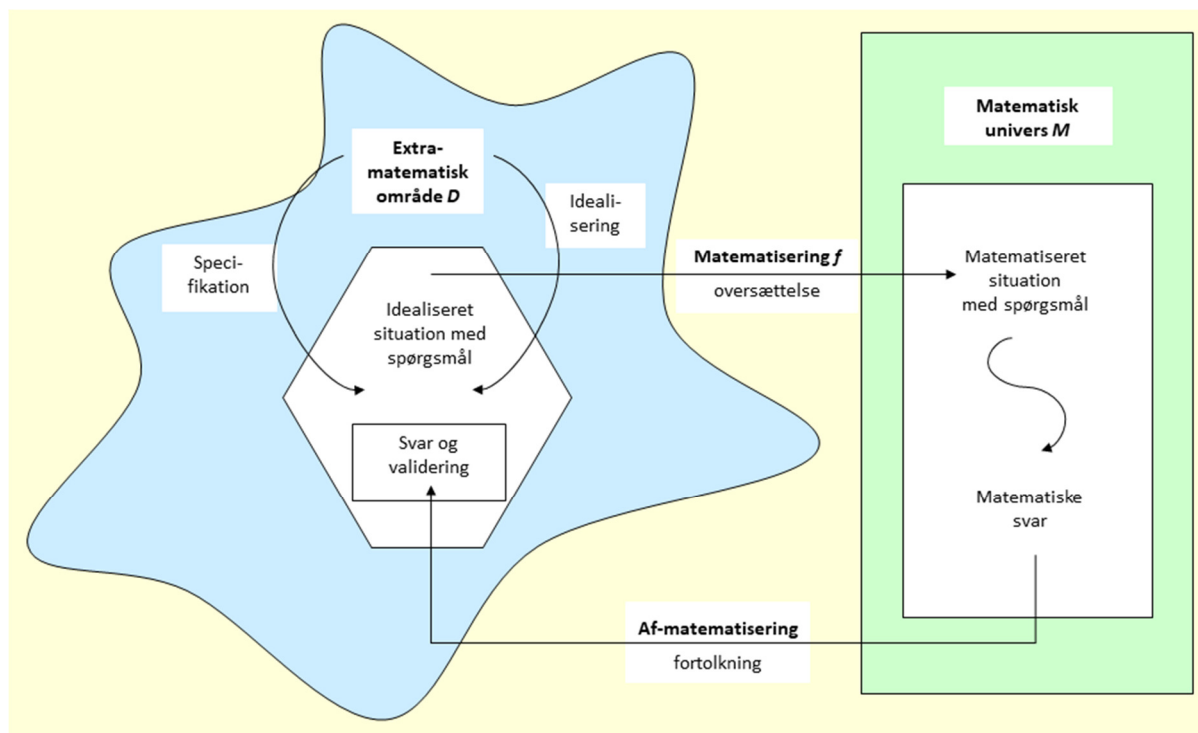 Extra-
matematisk
område D
Ideali-
sering
Speci-
fikation
Idealiseret
situation med
spørgsmål
Svar og
validering
Matematisering f
oversættelse
Matematisk
univers M
Matematiseret
situation
med spørgsmål
Matematiske
svar
Af-matematisering
fortolkning